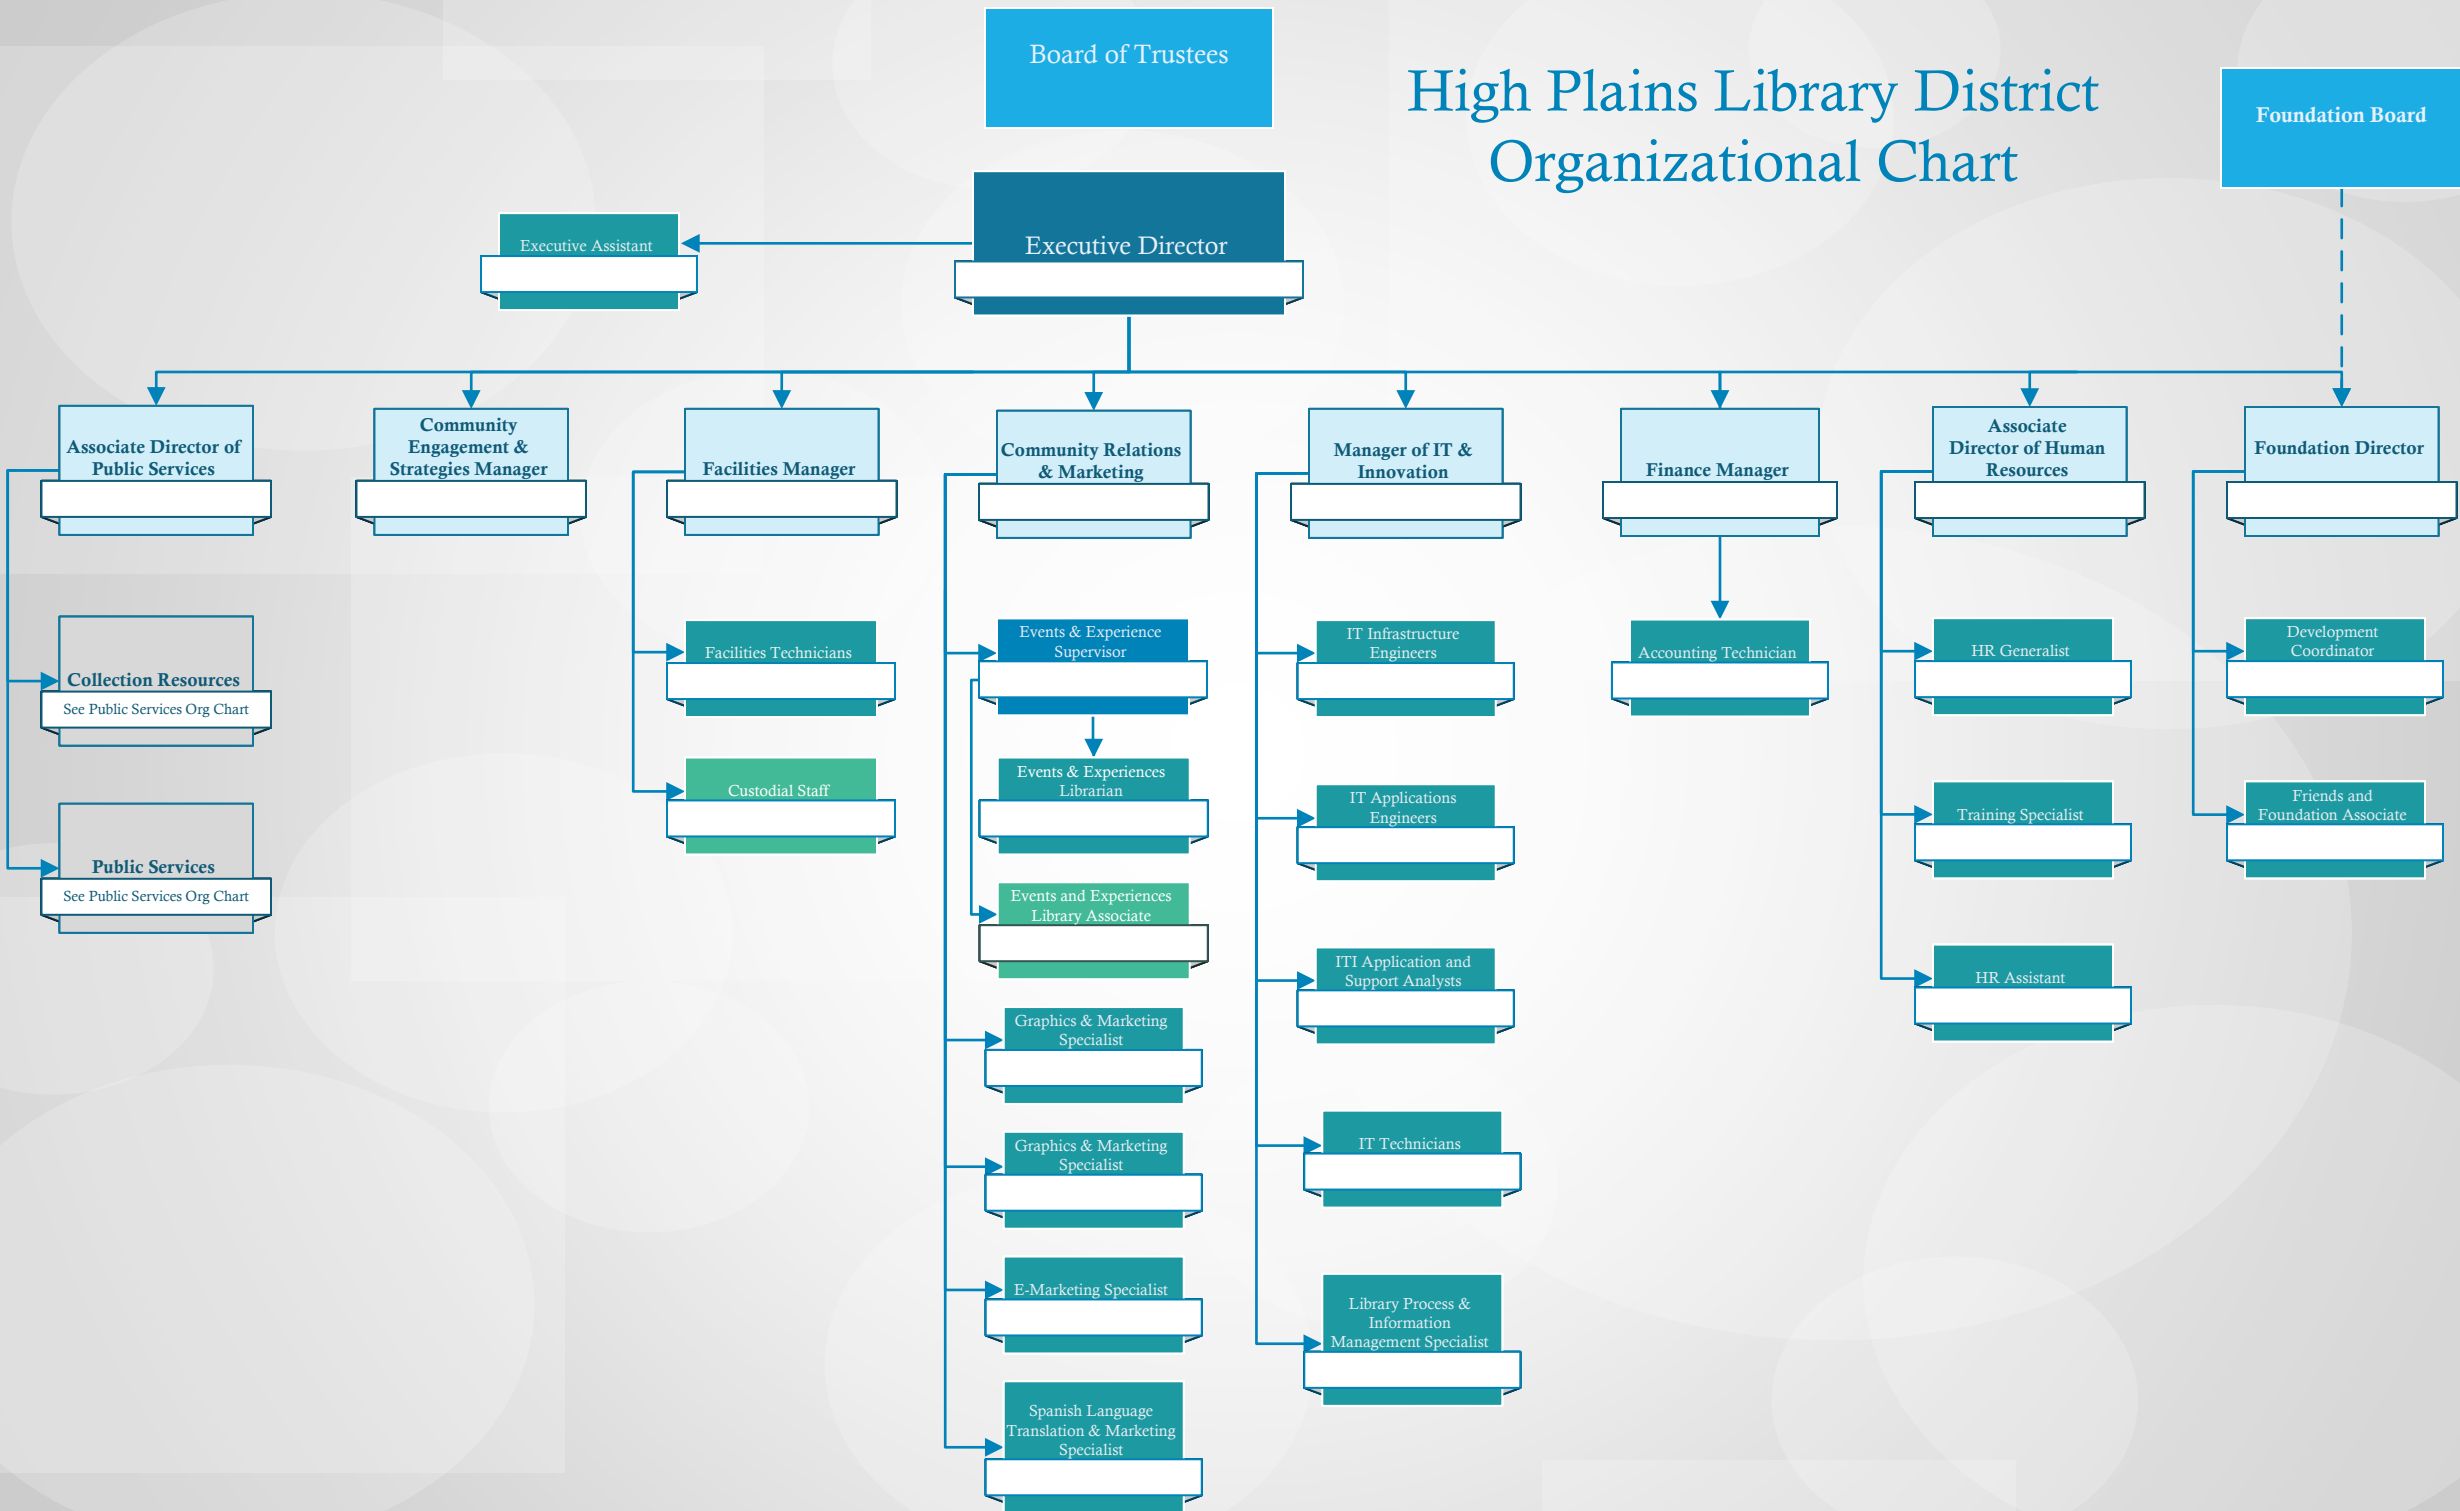 Board of Trustees
High Plains Library District
Organizational Chart
Foundation Board
Executive Assistant
Executive Director
Associate Director of
Public Services
Community
Engagement &
Strategies Manager
Facilities Manager
Community Relations
& Marketing
Manager of IT &
Innovation
Finance Manager
Associate
Director of Human
Resources
Foundation Director
Collection Resources
See Public Services Org Chart
Public Services
See Public Services Org Chart
Facilities Technicians
Custodial Staff
Events & Experience
Supervisor
Events & Experiences
Librarian
Events and Experiences
Library Associate
Graphics & Marketing
Specialist
Graphics & Marketing
Specialist
E-Marketing Specialist
Spanish Language
Translation & Marketing
Specialist
IT Infrastructure
Engineers
IT Applications
Engineers
ITI Application and
Support Analysts
IT Technicians
Library Process &
Information
Management Specialist
Accounting Technician
HR Generalist
Training Specialist
HR Assistant
Development
Coordinator
Friends and
Foundation Associate